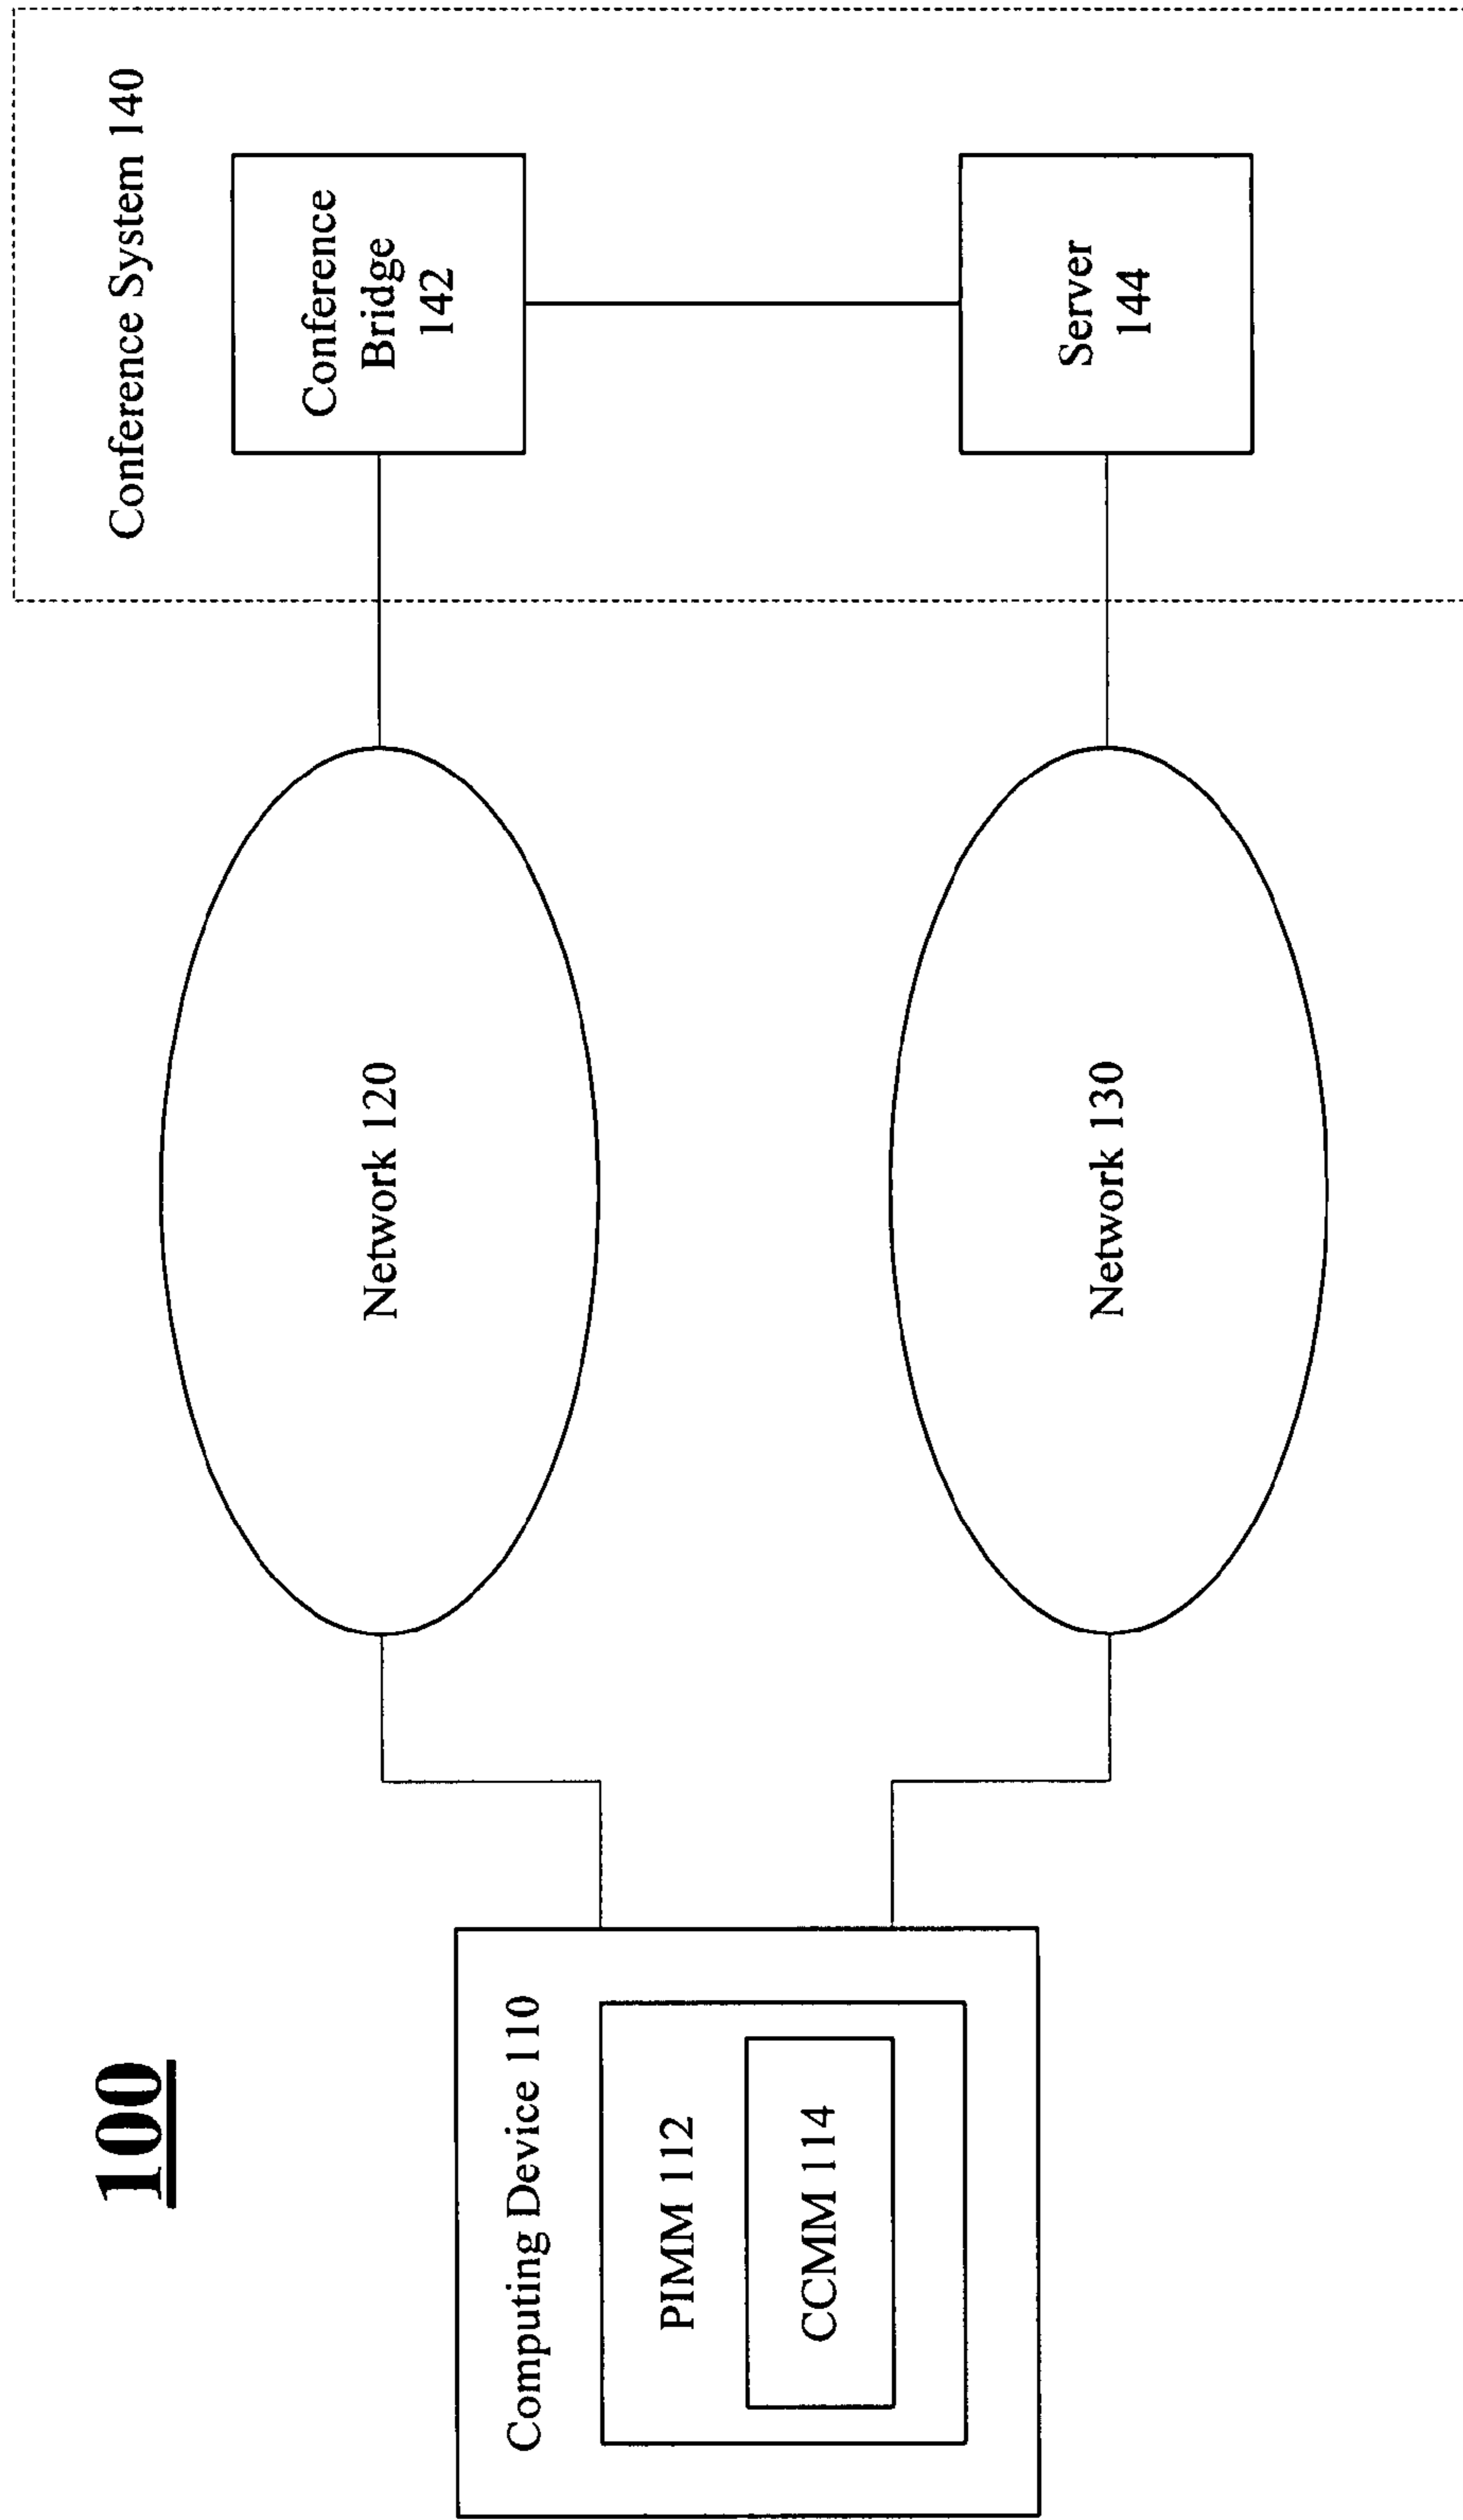 100
Computing Device 110
PIMM 112
CCMM 114
Network 120
Network 130
Conference System 140
Conference
Bridge
142
Server
144